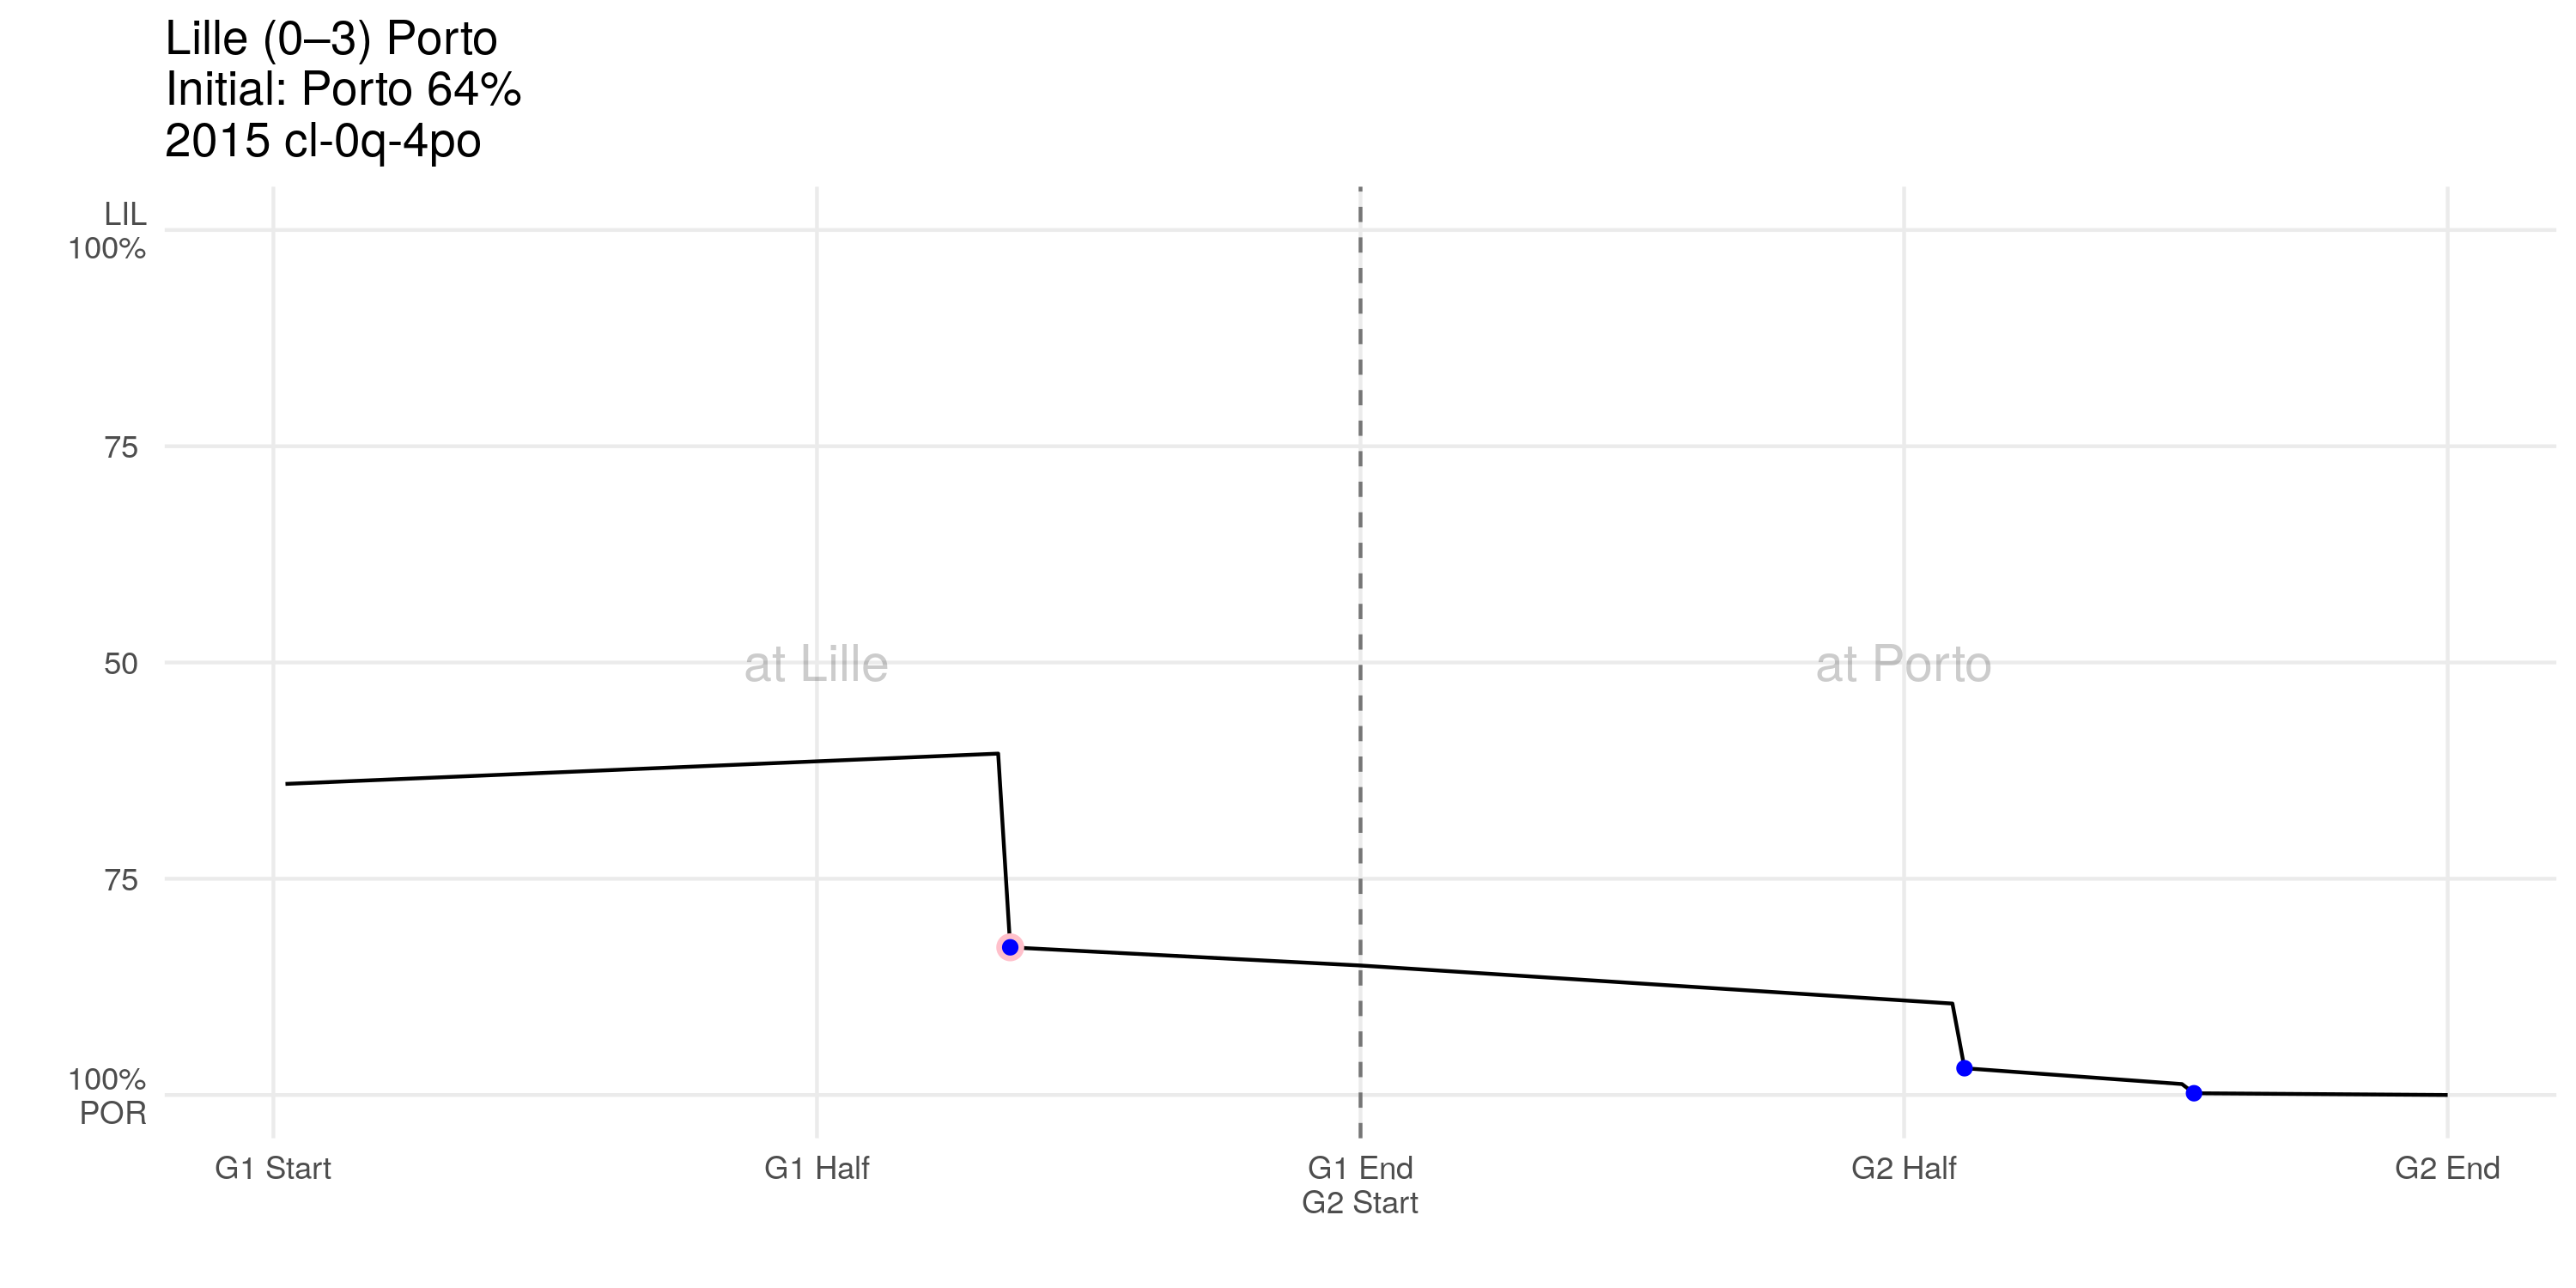 Lille (0–3) Porto
Initial: Porto 64%
2015 cl-0q-4po
LIL
100%
75
50
75
100%
POR
at Lille
at Porto
G1 Start
G1 Half
G1 End
G2 Start
G2 Half
G2 End